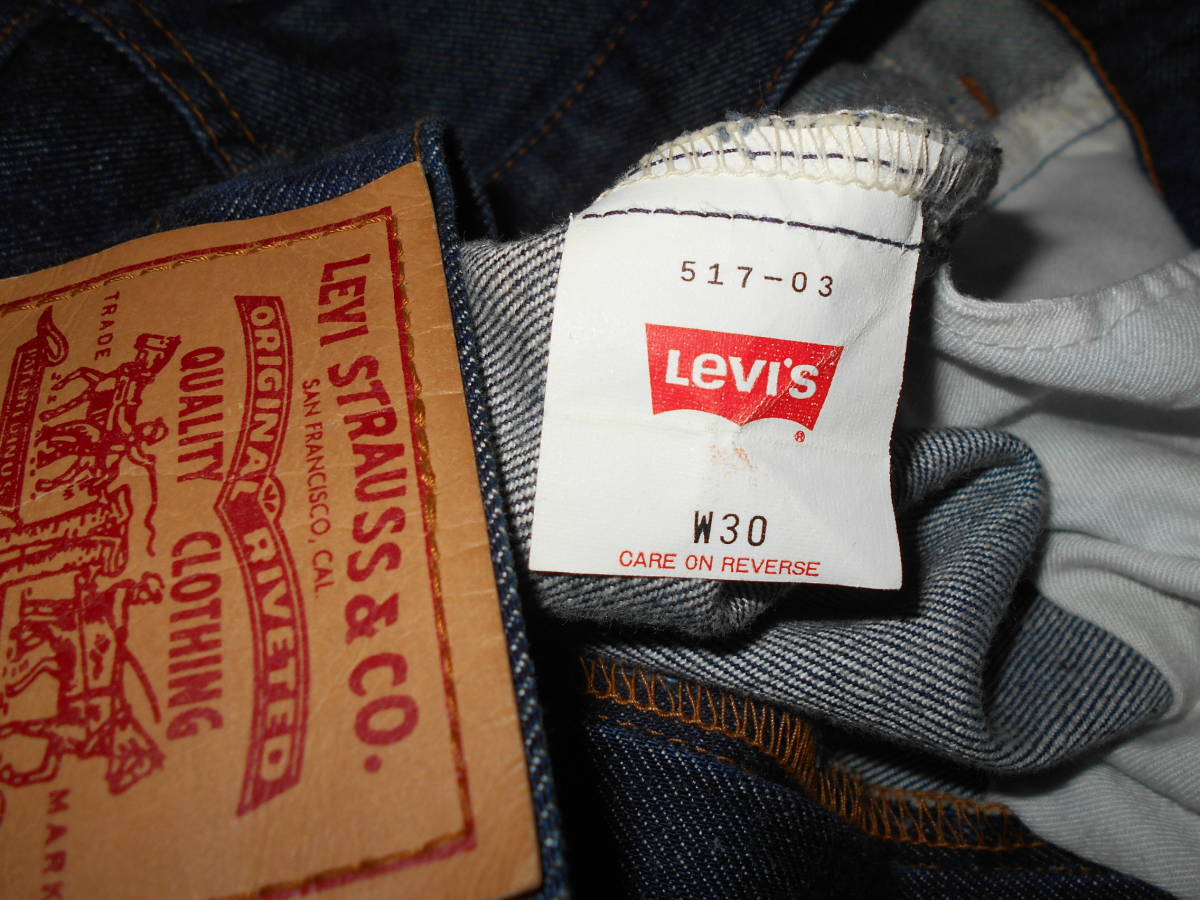 LEVI STRAUSS & CO.
SAN FRANCISCO, CAL.
ORIGINAL RIVETED
QUALITY CLOTHING
TRADE MARK
517-03
LEVI'S
®
W30
CARE ON REVERSE